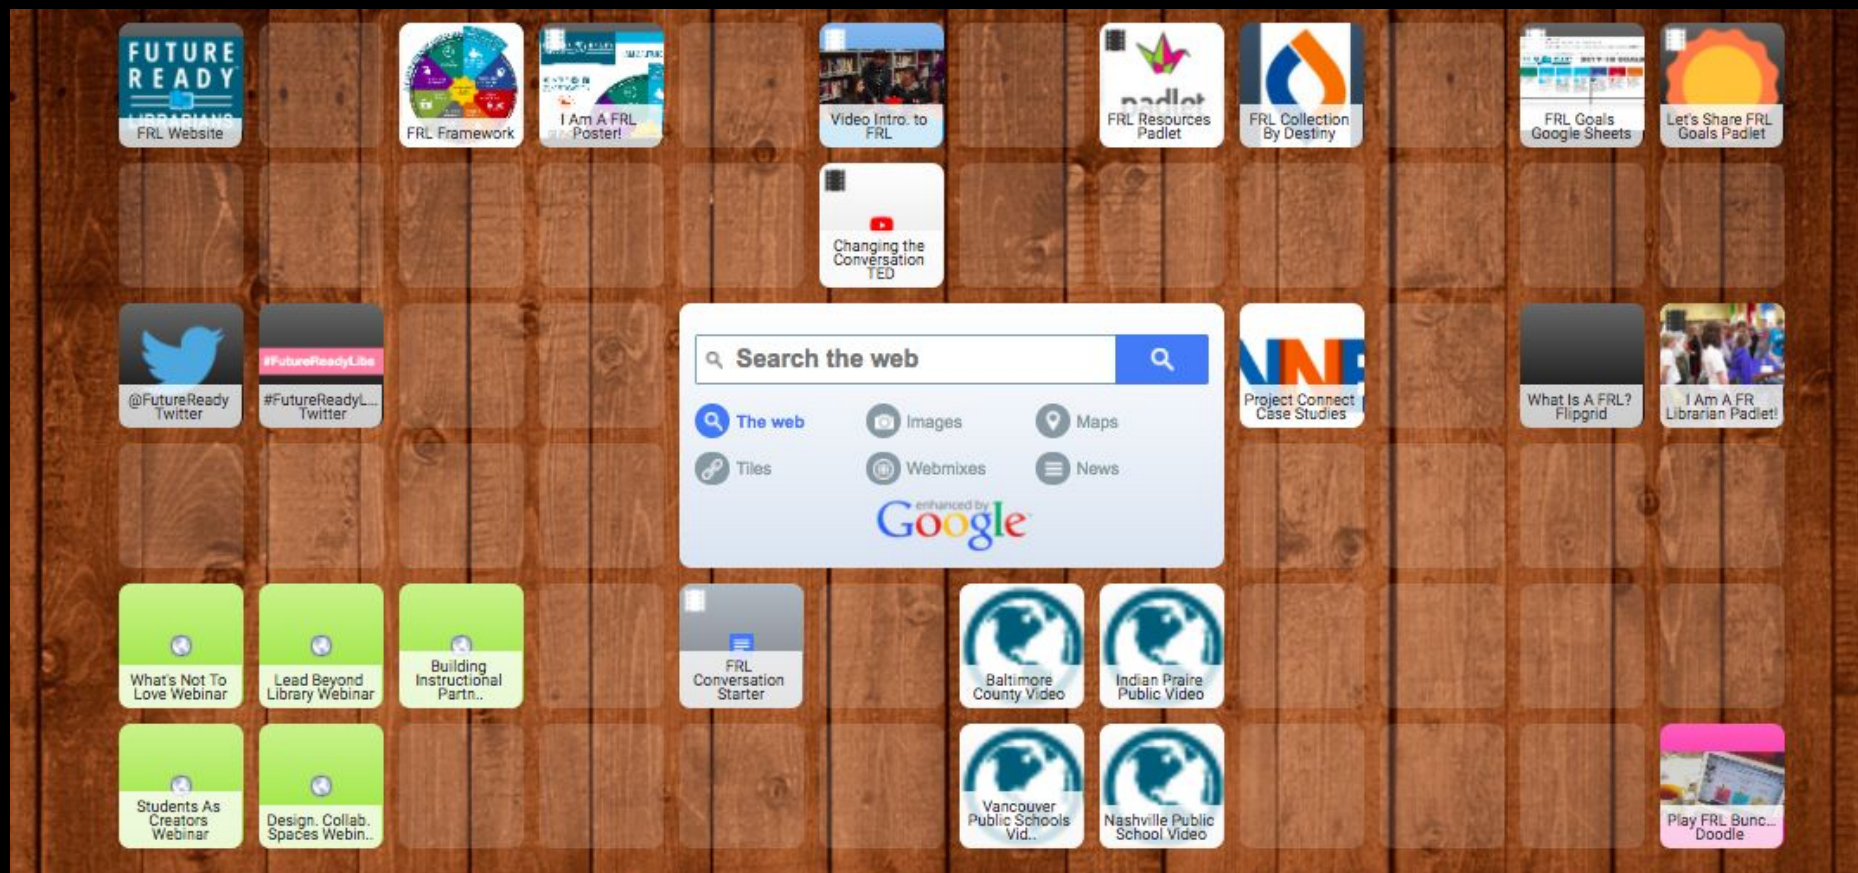 FUTURE
READY
LIBRARIANS
FRL Website
FRL Framework
I Am A FRL
Poster!
Video Intro. to
FRL
padlet
FRL Resources
Padlet
FRL Collection
By Destiny
FRL Goals
Google Sheets
Let's Share FRL
Goals Padlet
Changing the
Conversation
TED
@FutureReady
Twitter
#FutureReadyLibs
#FutureReadyL...
Twitter
Search the web
The web
Images
Maps
Tiles
Webmixes
News
enhanced by
Google™
Project Connect
Case Studies
What Is A FRL?
Flipgrid
I Am A FR
Librarian Padlet!
What's Not To
Love Webinar
Lead Beyond
Library Webinar
Building
Instructional
Partn..
FRL
Conversation
Starter
Baltimore
County Video
Indian Praire
Public Video
Students As
Creators
Webinar
Design. Collab.
Spaces Webin..
Vancouver
Public Schools
Vid..
Nashville Public
School Video
Play FRL Bunc...
Doodle